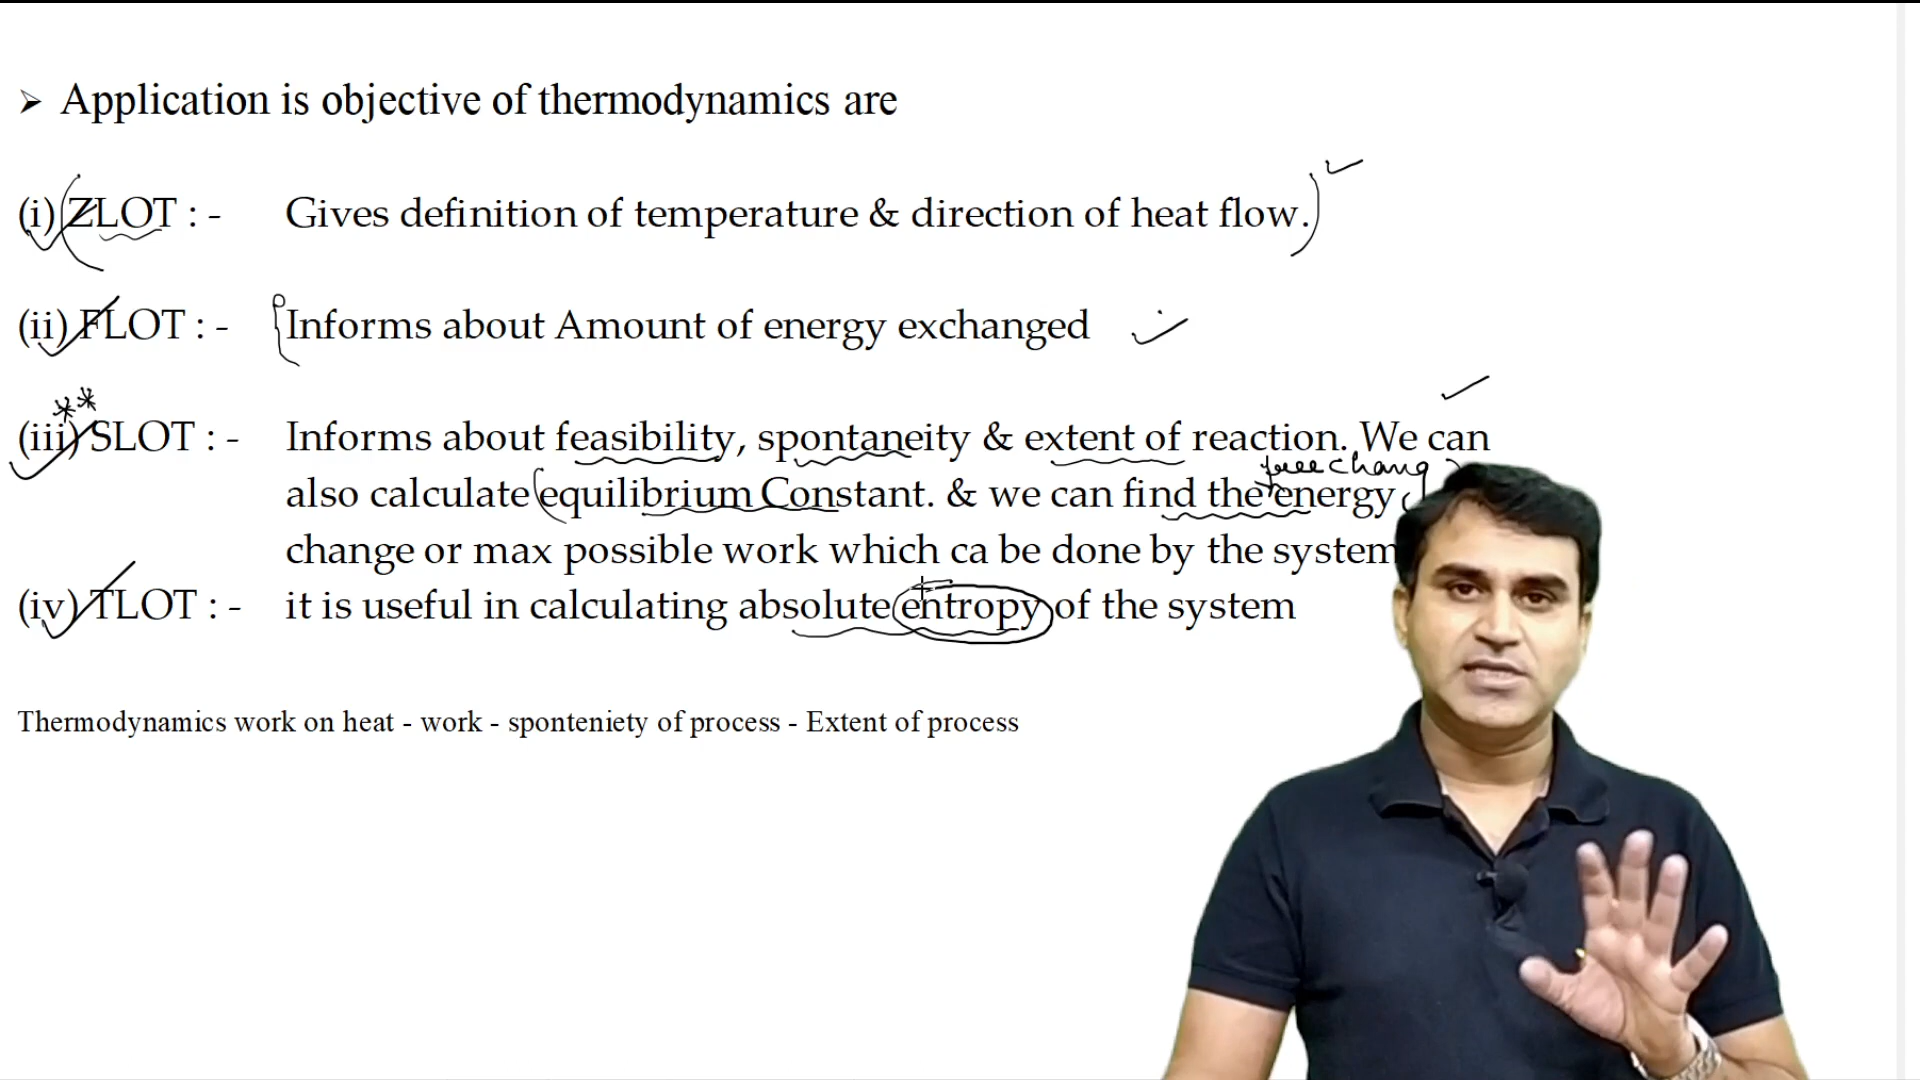 ➤ Application is objective of thermodynamics are
(i) ZLOT : - Gives definition of temperature & direction of heat flow.
(ii) FLOT : - Informs about Amount of energy exchanged
**
(iii) SLOT : - Informs about feasibility, spontaneity & extent of reaction. We can
free chang
also calculate equilibrium Constant. & we can find the energy
change or max possible work which ca be done by the system
(iv) TLOT : - it is useful in calculating absolute entropy of the system
Thermodynamics work on heat - work - sponteniety of process - Extent of process